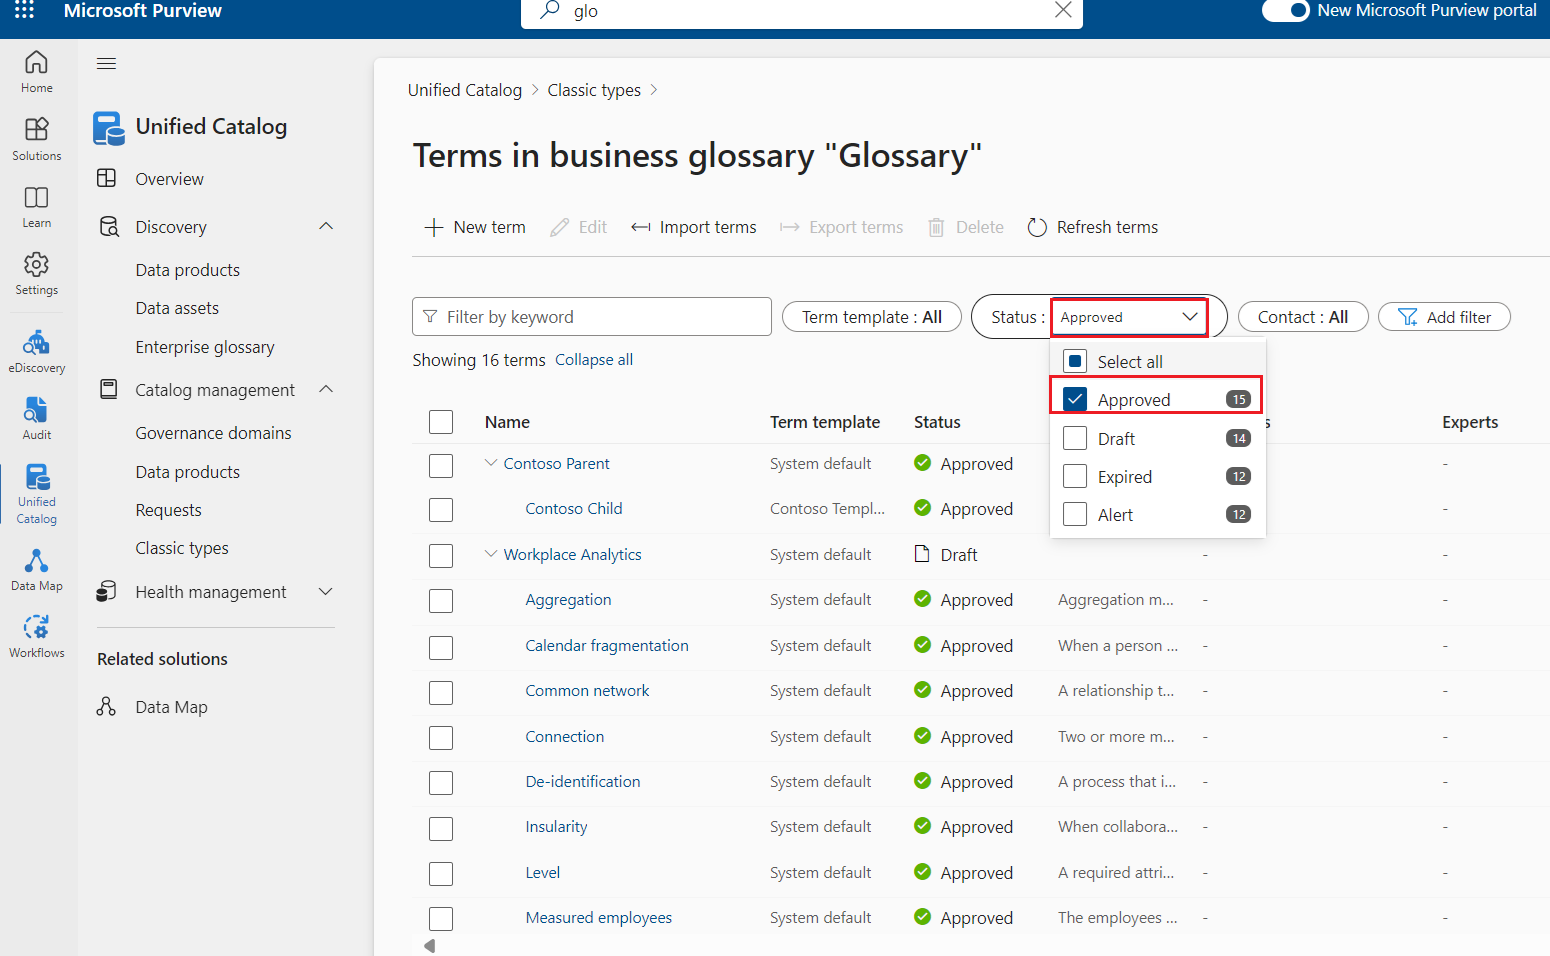 Microsoft Purview
glo
New Microsoft Purview portal
Home
Solutions
Learn
Settings
eDiscovery
Audit
Unified
Catalog
Data Map
Workflows
Unified Catalog
Overview
Discovery
Data products
Data assets
Enterprise glossary
Catalog management
Governance domains
Data products
Requests
Classic types
Health management
Related solutions
Data Map
Unified Catalog > Classic types >
Terms in business glossary "Glossary"
New term Edit Import terms Export terms Delete Refresh terms
Filter by keyword Term template : All Status : Approved Contact : All Add filter
Showing 16 terms Collapse all
Select all
Approved 15
Draft 14
Expired 12
Alert 12
Name Term template Status Experts
Contoso Parent System default Approved -
Contoso Child Contoso Templ... Approved -
Workplace Analytics System default Draft - -
Aggregation System default Approved Aggregation m... - -
Calendar fragmentation System default Approved When a person ... - -
Common network System default Approved A relationship t... - -
Connection System default Approved Two or more m... - -
De-identification System default Approved A process that i... - -
Insularity System default Approved When collabora... - -
Level System default Approved A required attri... - -
Measured employees System default Approved The employees ... - -